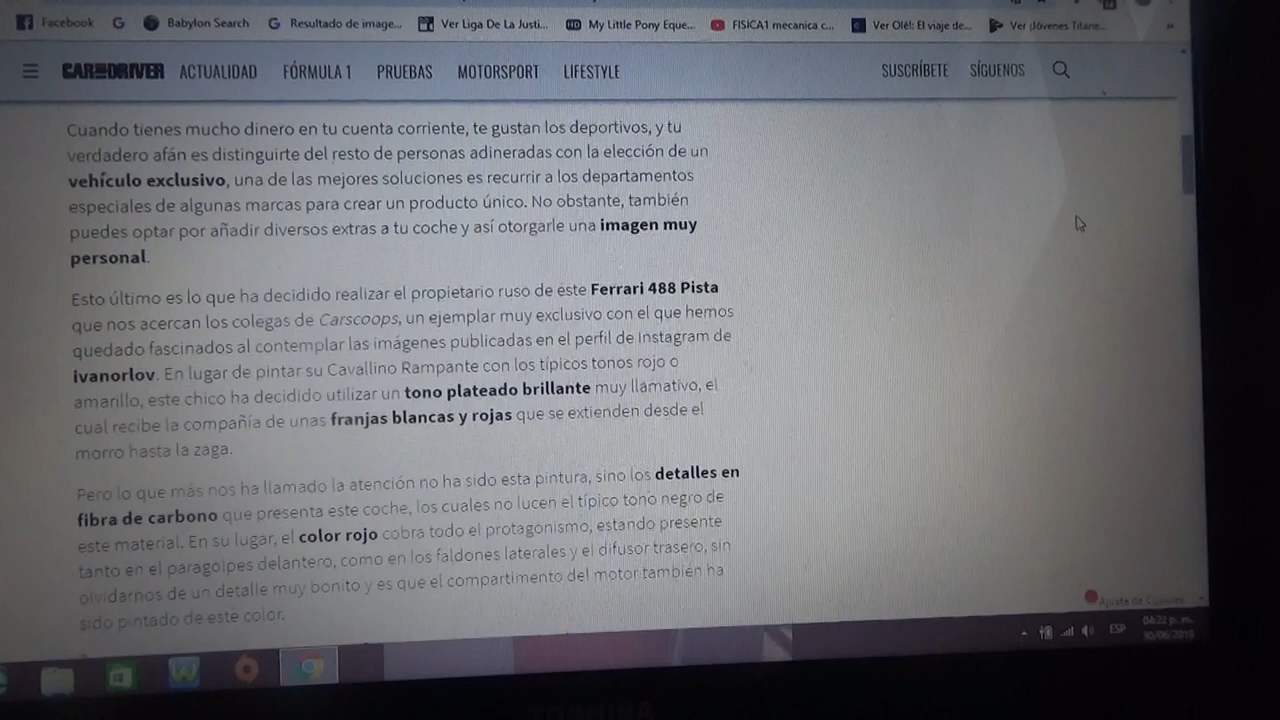 Facebook
Babylon Search
Resultado de image...
Ver Liga De La Justi...
My Little Pony Eque...
FISICA1 mecanica c...
Ver Olé!: El viaje de...
Ver ¡Jóvenes Titane...
»
CAR AND DRIVER
ACTUALIDAD
FÓRMULA 1
PRUEBAS
MOTORSPORT
LIFESTYLE
SUSCRÍBETE
SÍGUENOS
Cuando tienes mucho dinero en tu cuenta corriente, te gustan los deportivos, y tu
verdadero afán es distinguirte del resto de personas adineradas con la elección de un
vehículo exclusivo, una de las mejores soluciones es recurrir a los departamentos
especiales de algunas marcas para crear un producto único. No obstante, también
puedes optar por añadir diversos extras a tu coche y así otorgarle una imagen muy
personal.
Esto último es lo que ha decidido realizar el propietario ruso de este Ferrari 488 Pista
que nos acercan los colegas de Carscoops, un ejemplar muy exclusivo con el que hemos
quedado fascinados al contemplar las imágenes publicadas en el perfil de Instagram de
ivanorlov. En lugar de pintar su Cavallino Rampante con los típicos tonos rojo o
amarillo, este chico ha decidido utilizar un tono plateado brillante muy llamativo, el
cual recibe la compañía de unas franjas blancas y rojas que se extienden desde el
morro hasta la zaga.
Pero lo que más nos ha llamado la atención no ha sido esta pintura, sino los detalles en
fibra de carbono que presenta este coche, los cuales no lucen el típico tono negro de
este material. En su lugar, el color rojo cobra todo el protagonismo, estando presente
tanto en el paragolpes delantero, como en los faldones laterales y el difusor trasero, sin
olvidarnos de un detalle muy bonito y es que el compartimento del motor también ha
sido pintado de este color.
Ajuste de Cookies
ESP
04:22 p. m.
30/06/2019
TOSHIBA